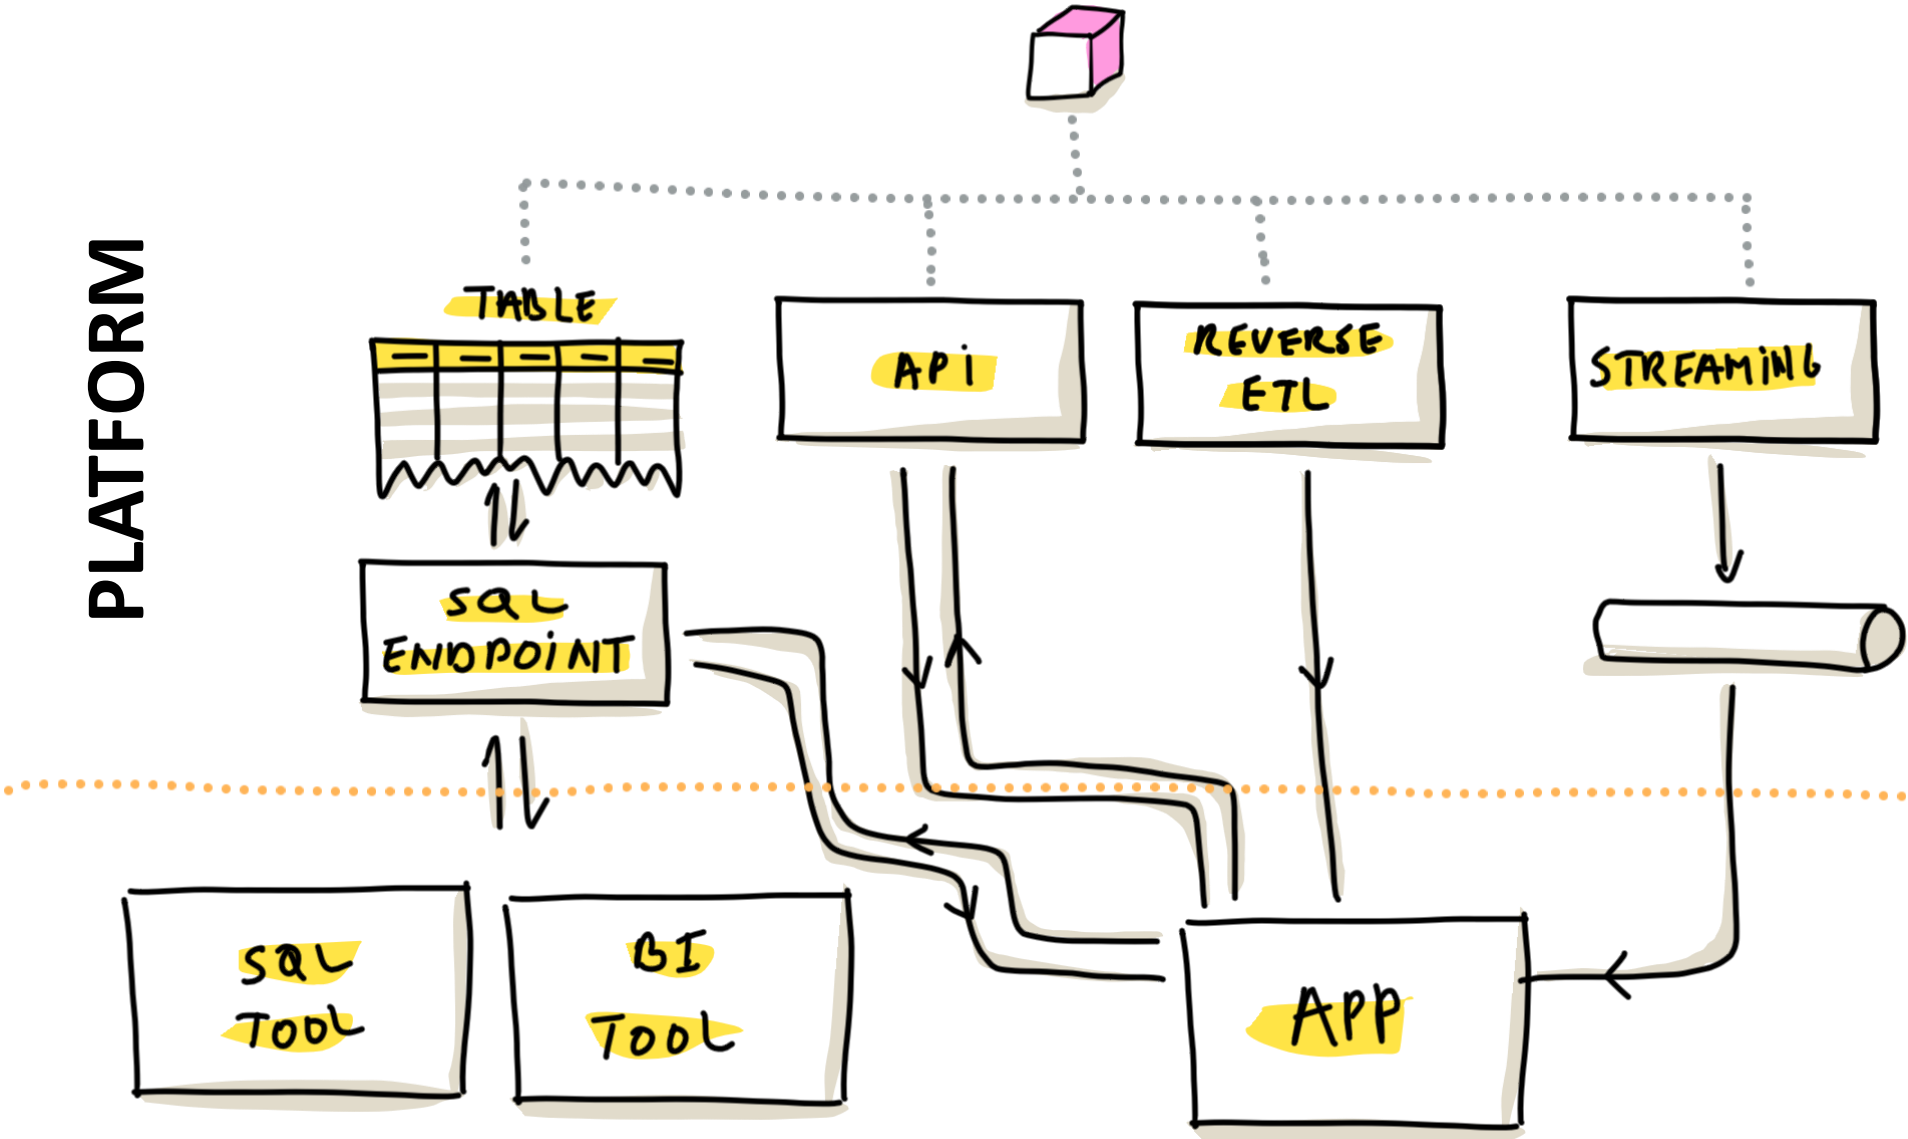 PLATFORM
TABLE
API
REVERSE
ETL
STREAMING
SQL
ENDPOINT
SQL
TOOL
BI
TOOL
APP